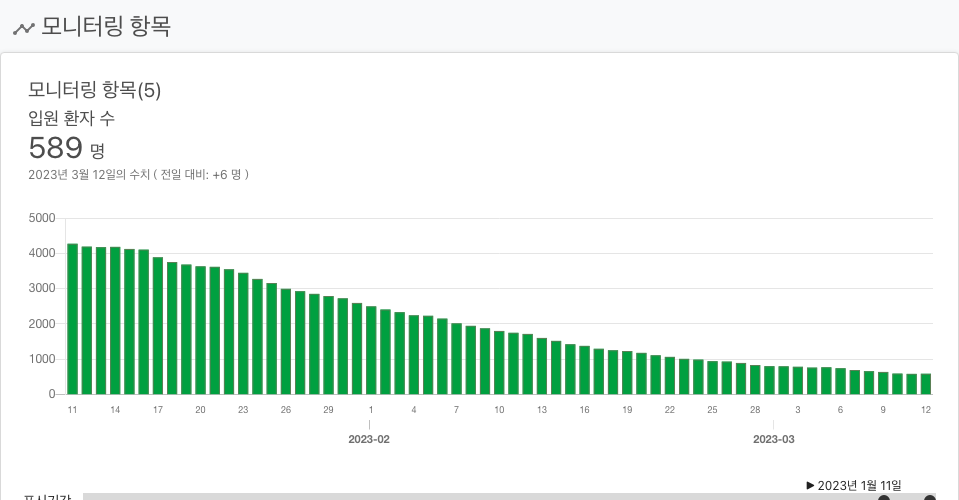 모니터링 항목
모니터링 항목(5)
입원 환자 수
589 명
2023년 3월 12일의 수치 ( 전일 대비: +6 명 )
5000
4000
3000
2000
1000
0
11 14 17 20 23 26 29 1 4 7 10 13 16 19 22 25 28 3 6 9 12
2023-02 2023-03
▶ 2023년 1월 11일
표시기간